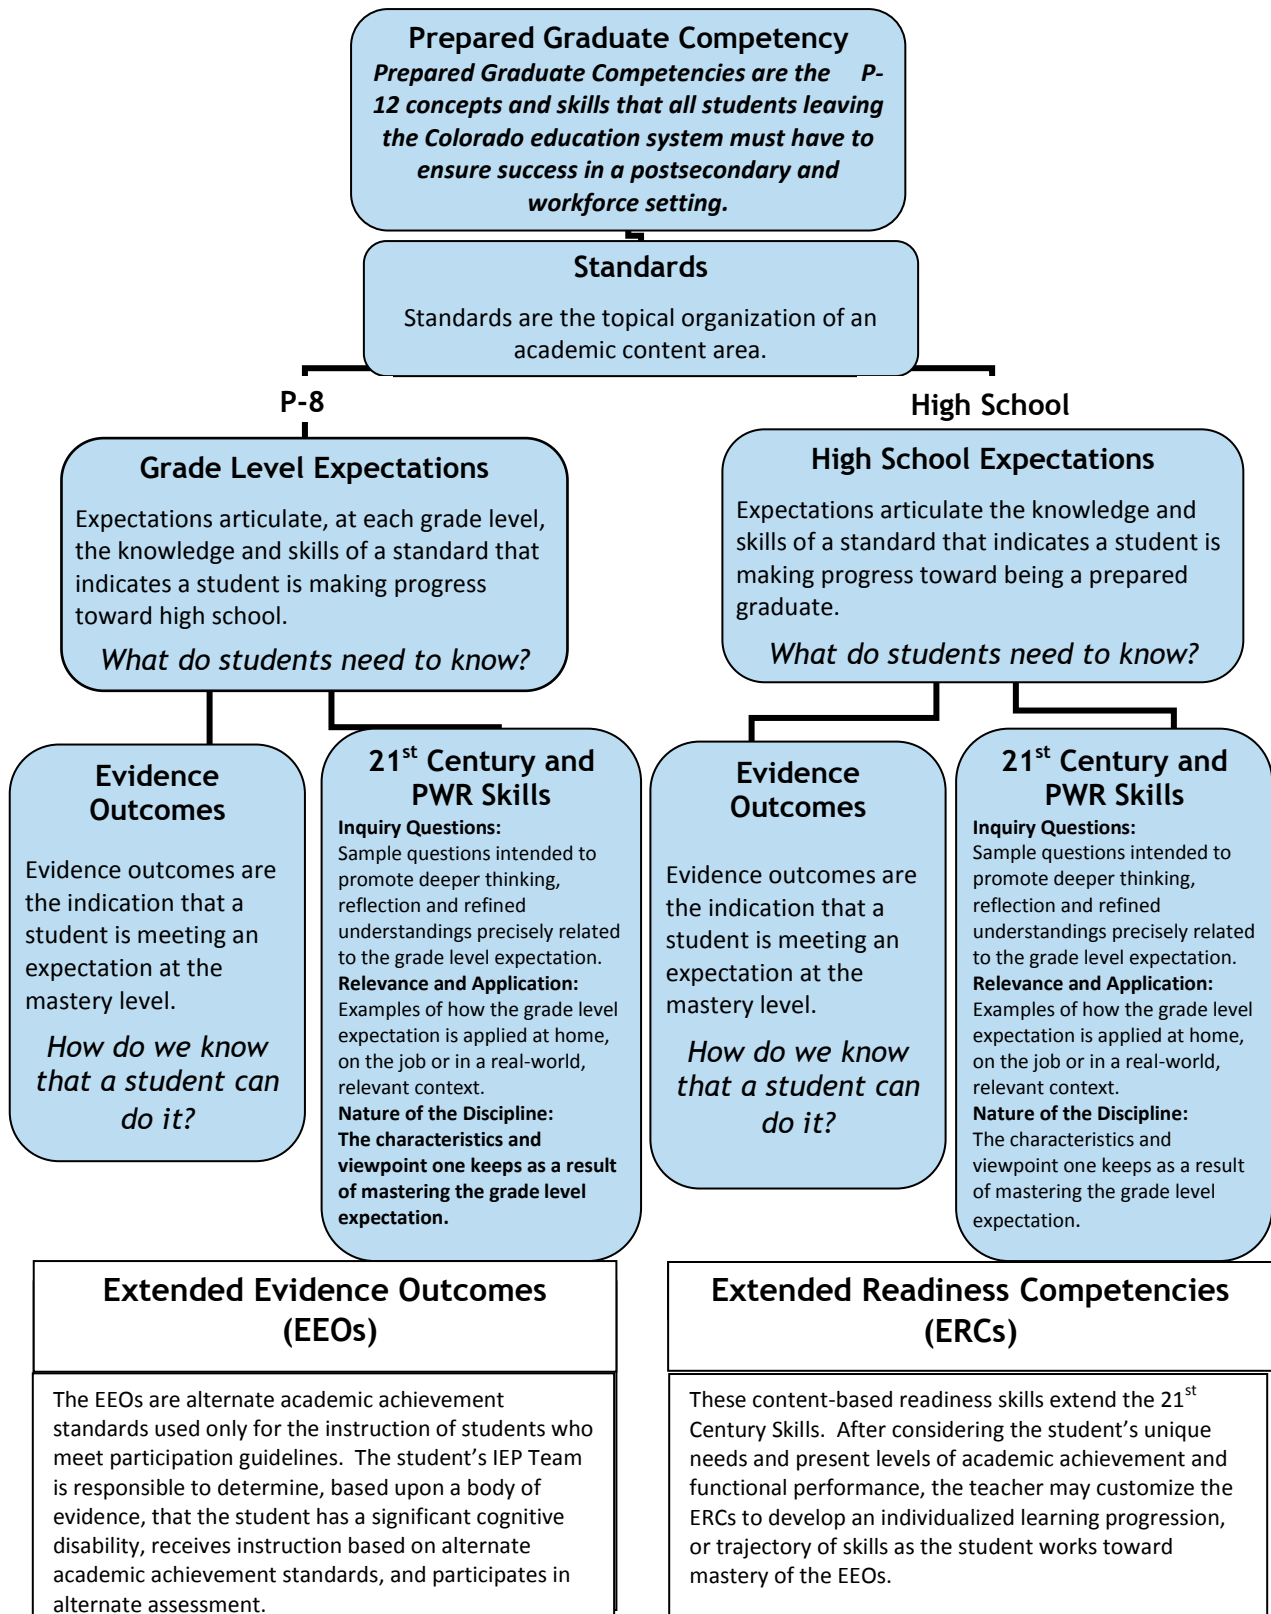 Prepared Graduate Competency
Prepared Graduate Competencies are the P-
12 concepts and skills that all students leaving
the Colorado education system must have to
ensure success in a postsecondary and
workforce setting.
Standards
Standards are the topical organization of an
academic content area.
P-8
High School
Grade Level Expectations
Expectations articulate, at each grade level,
the knowledge and skills of a standard that
indicates a student is making progress
toward high school.
What do students need to know?
High School Expectations
Expectations articulate the knowledge and
skills of a standard that indicates a student is
making progress toward being a prepared
graduate.
What do students need to know?
Evidence
Outcomes
Evidence outcomes are
the indication that a
student is meeting an
expectation at the
mastery level.
How do we know
that a student can
do it?
21st Century and
PWR Skills
Inquiry Questions:
Sample questions intended to
promote deeper thinking,
reflection and refined
understandings precisely related
to the grade level expectation.
Relevance and Application:
Examples of how the grade level
expectation is applied at home,
on the job or in a real-world,
relevant context.
Nature of the Discipline:
The characteristics and
viewpoint one keeps as a result
of mastering the grade level
expectation.
Evidence
Outcomes
Evidence outcomes are
the indication that a
student is meeting an
expectation at the
mastery level.
How do we know
that a student can
do it?
21st Century and
PWR Skills
Inquiry Questions:
Sample questions intended to
promote deeper thinking,
reflection and refined
understandings precisely related
to the grade level expectation.
Relevance and Application:
Examples of how the grade level
expectation is applied at home,
on the job or in a real-world,
relevant context.
Nature of the Discipline:
The characteristics and
viewpoint one keeps as a result
of mastering the grade level
expectation.
Extended Evidence Outcomes
(EEOs)
The EEOs are alternate academic achievement
standards used only for the instruction of students who
meet participation guidelines. The student’s IEP Team
is responsible to determine, based upon a body of
evidence, that the student has a significant cognitive
disability, receives instruction based on alternate
academic achievement standards, and participates in
alternate assessment.
Extended Readiness Competencies
(ERCs)
These content-based readiness skills extend the 21st
Century Skills. After considering the student’s unique
needs and present levels of academic achievement and
functional performance, the teacher may customize the
ERCs to develop an individualized learning progression,
or trajectory of skills as the student works toward
mastery of the EEOs.